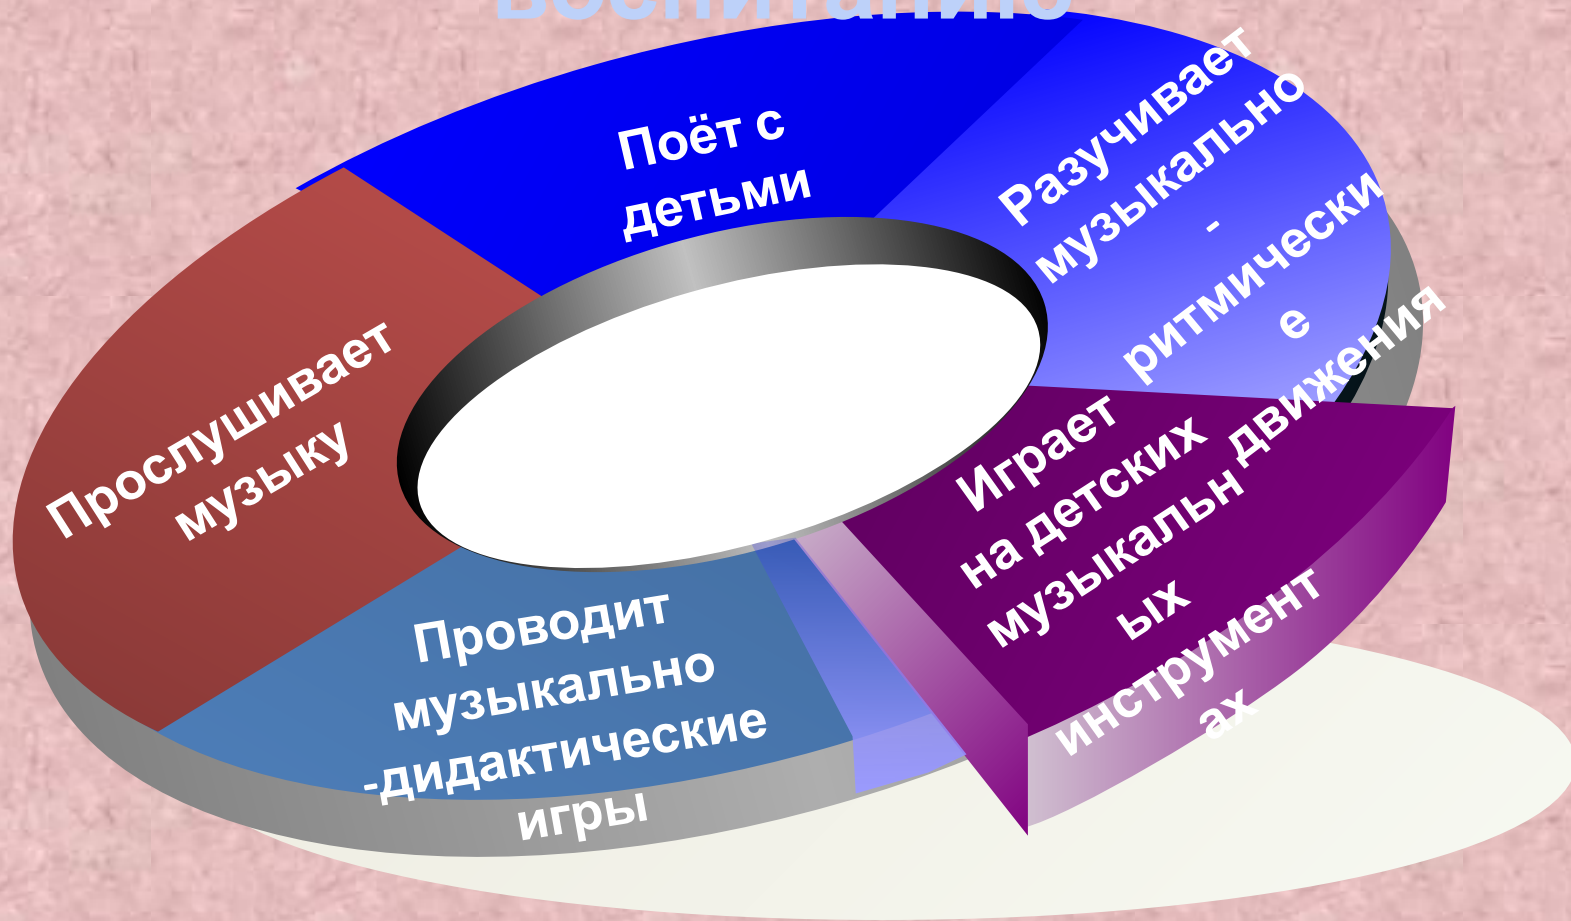 воспитанию
Поёт с
детьми
Разучивает
музыкально
-
ритмически
е
движения
Прослушивает
музыку
Играет
на детских
музыкальн
ых
инструмент
ах
Проводит
музыкально
-дидактические
игры